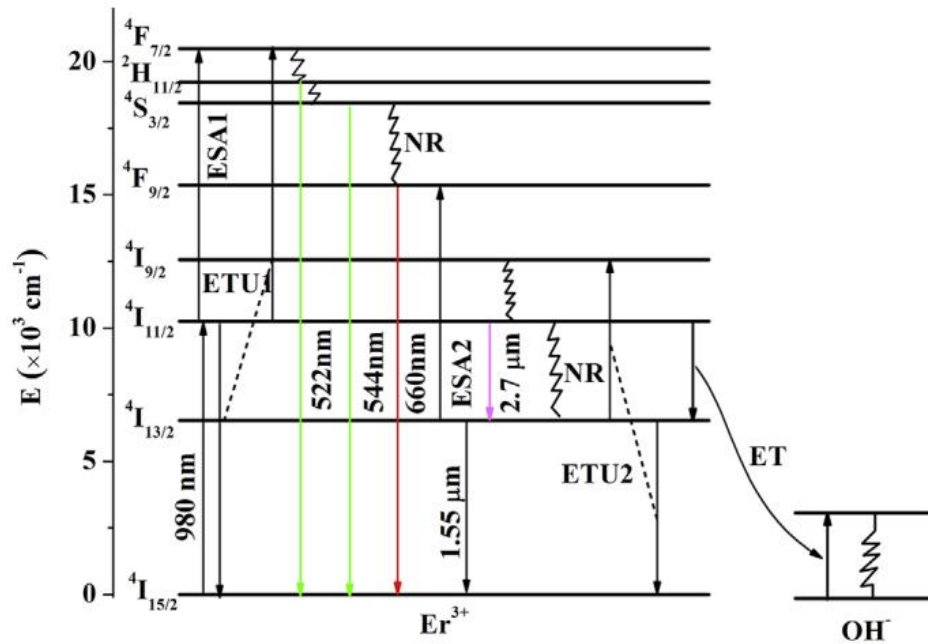 ⁴F₇/₂
20
²H₁₁/₂
⁴S₃/₂
ESA1
NR
⁴F₉/₂
15
⁴I₉/₂
ETU1
⁴I₁₁/₂
10
E (×10³ cm⁻¹)
522nm
544nm
660nm
ESA2
2.7 μm
NR
⁴I₁₃/₂
5
980 nm
1.55 μm
ETU2
ET
0
⁴I₁₅/₂
Er³⁺
OH⁻